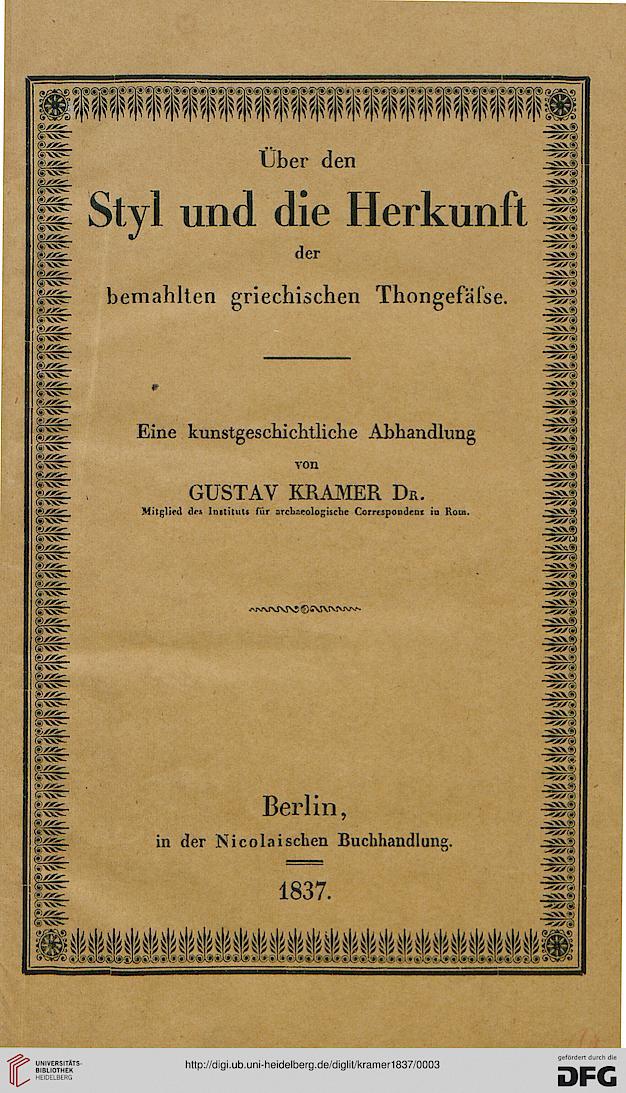 Über den
Styl und die Herkunft
der
bemahlten griechischen Thongefäſse.
Eine kunstgeschichtliche Abhandlung
von
GUSTAV KRAMER DR.
Mitglied des Instituts für archaeologische Correspondenz in Rom.
Berlin,
in der Nicolaischen Buchhandlung.
1837.
UNIVERSITÄTS-
BIBLIOTHEK
HEIDELBERG
http://digi.ub.uni-heidelberg.de/diglit/kramer1837/0003
gefördert durch die
DFG